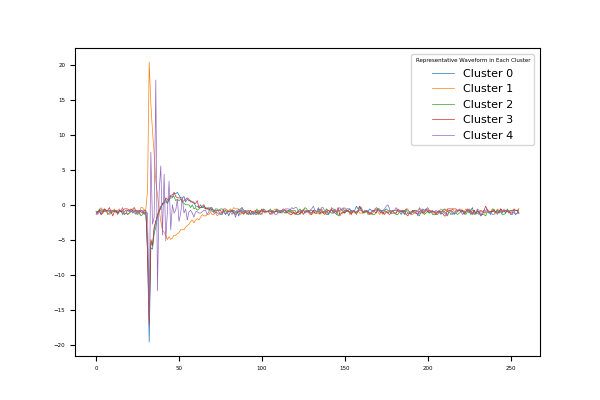 Representative Waveform in Each Cluster
Cluster 0
Cluster 1
Cluster 2
Cluster 3
Cluster 4
20
15
10
5
0
−5
−10
−15
−20
0 50 100 150 200 250